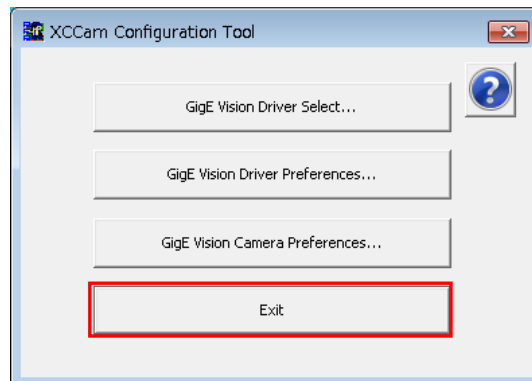 XCCam Configuration Tool
?
GigE Vision Driver Select...
GigE Vision Driver Preferences...
GigE Vision Camera Preferences...
Exit